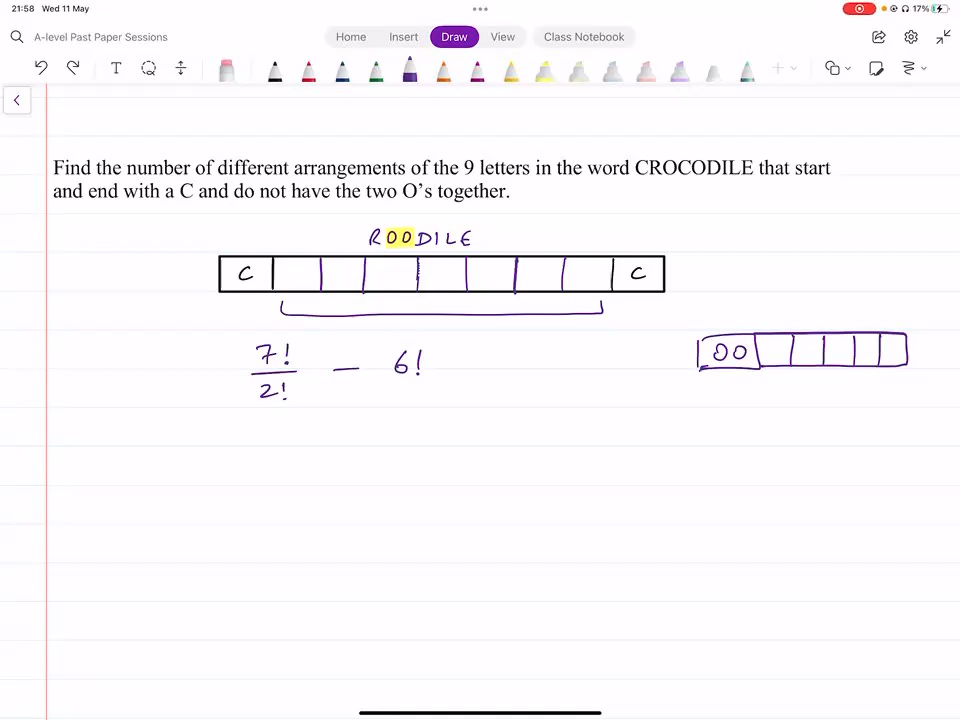 21:58 Wed 11 May
17%
A-level Past Paper Sessions
Home Insert Draw View Class Notebook
T
Find the number of different arrangements of the 9 letters in the word CROCODILE that start
and end with a C and do not have the two O's together.
ROODILE
C C
7!
2!
— 6!
OO